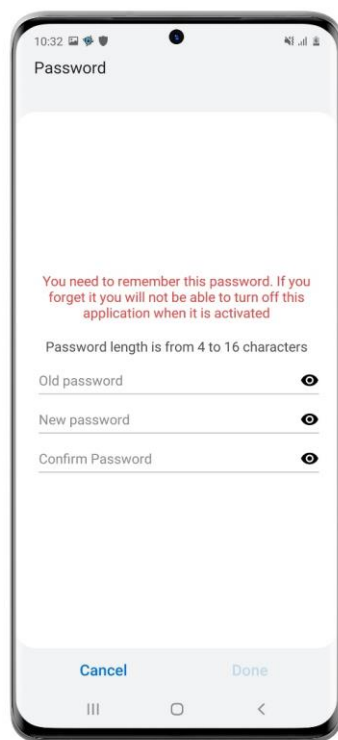 10:32
Password
You need to remember this password. If you
forget it you will not be able to turn off this
application when it is activated
Password length is from 4 to 16 characters
Old password
New password
Confirm Password
Cancel Done